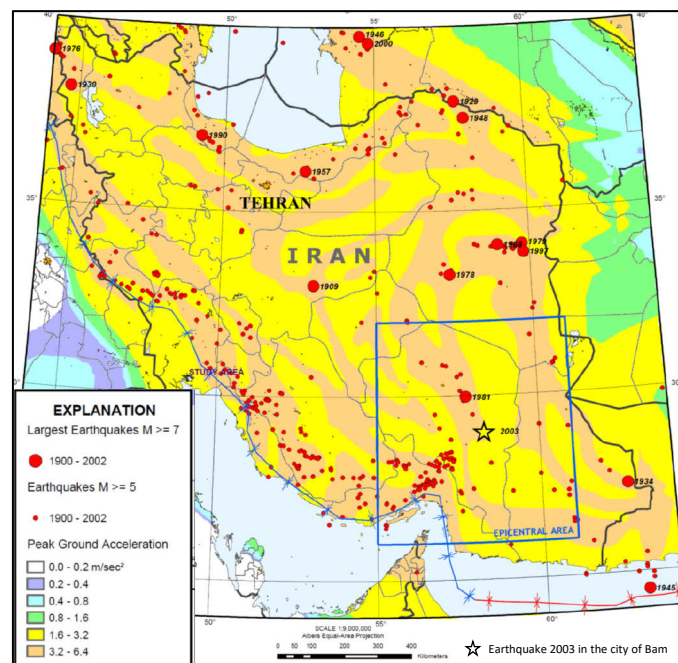 40°
45°
50°
55°
60°
40°
1946
2000
1976
1930
1929
1948
1990
1957
35°
35°
TEHRAN
IRAN
1979
1997
1978
1909
STUDY AREA
30°
1981
2003
1934
EPICENTRAL AREA
1945
EXPLANATION
Largest Earthquakes M >= 7
1900 - 2002
Earthquakes M >= 5
1900 - 2002
Peak Ground Acceleration
0.0 - 0.2 m/sec²
0.2 - 0.4
0.4 - 0.8
0.8 - 1.6
1.6 - 3.2
3.2 - 6.4
50°
55°
60°
SCALE 1:9,000,000
Albers Equal-Area Projection
100 50 0 100 200 300 400
Kilometers
Earthquake 2003 in the city of Bam